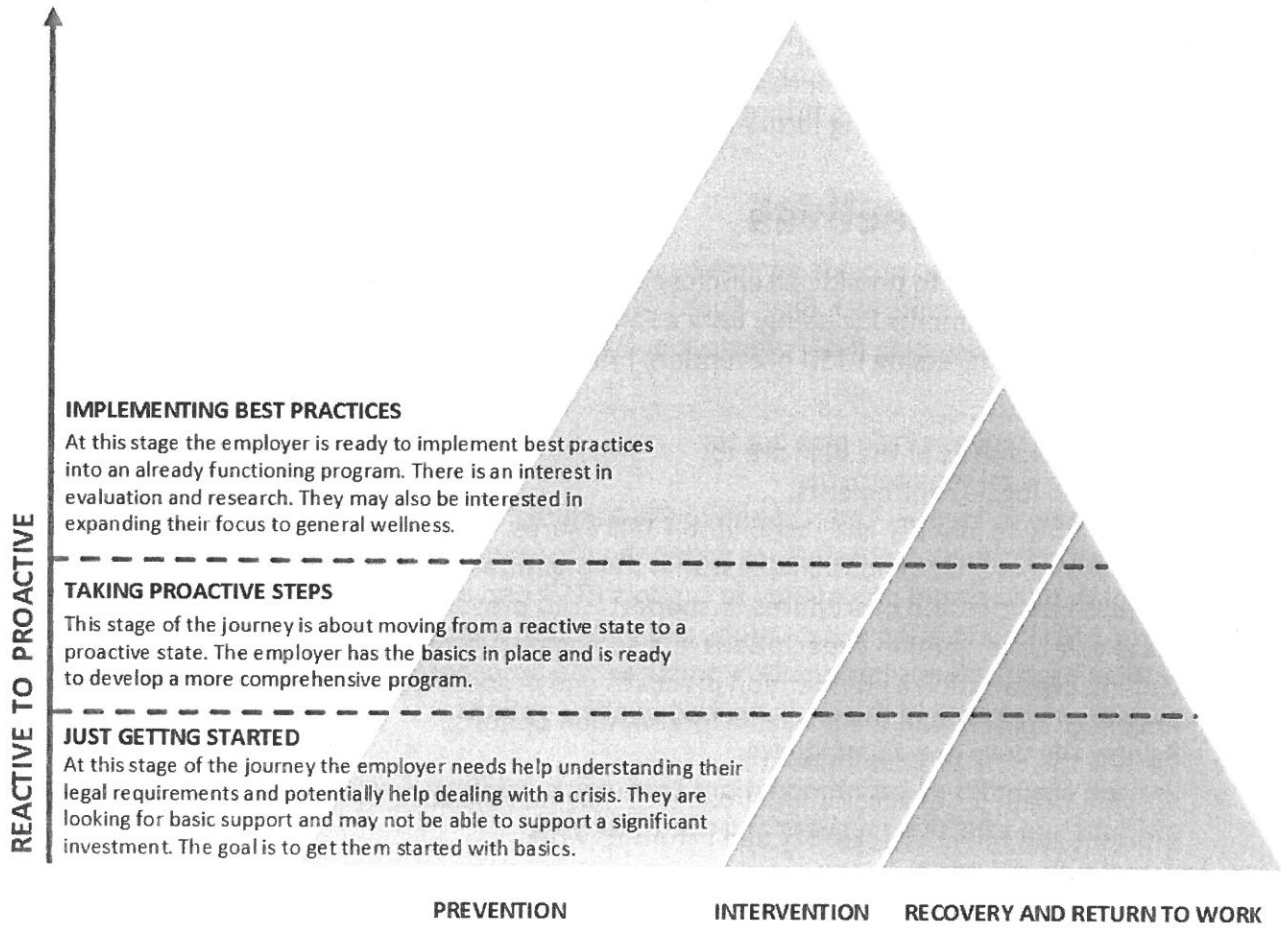 IMPLEMENTING BEST PRACTICES
At this stage the employer is ready to implement best practices
into an already functioning program. There is an interest in
evaluation and research. They may also be interested in
expanding their focus to general wellness.
TAKING PROACTIVE STEPS
This stage of the journey is about moving from a reactive state to a
proactive state. The employer has the basics in place and is ready
to develop a more comprehensive program.
JUST GETTNG STARTED
At this stage of the journey the employer needs help understanding their
legal requirements and potentially help dealing with a crisis. They are
looking for basic support and may not be able to support a significant
investment. The goal is to get them started with basics.
REACTIVE TO PROACTIVE
PREVENTION
INTERVENTION
RECOVERY AND RETURN TO WORK